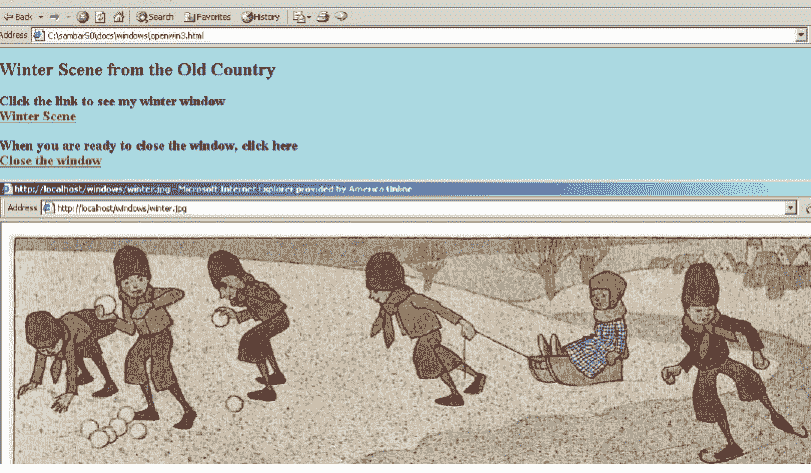 Back Search Favorites History
Address C:\sambar50\docs\windows\openwin3.html
Winter Scene from the Old Country
Click the link to see my winter window
Winter Scene
When you are ready to close the window, click here
Close the window
http://localhost/windows/winter.jpg - Microsoft Internet Explorer provided by America Online
Address http://localhost/windows/winter.jpg